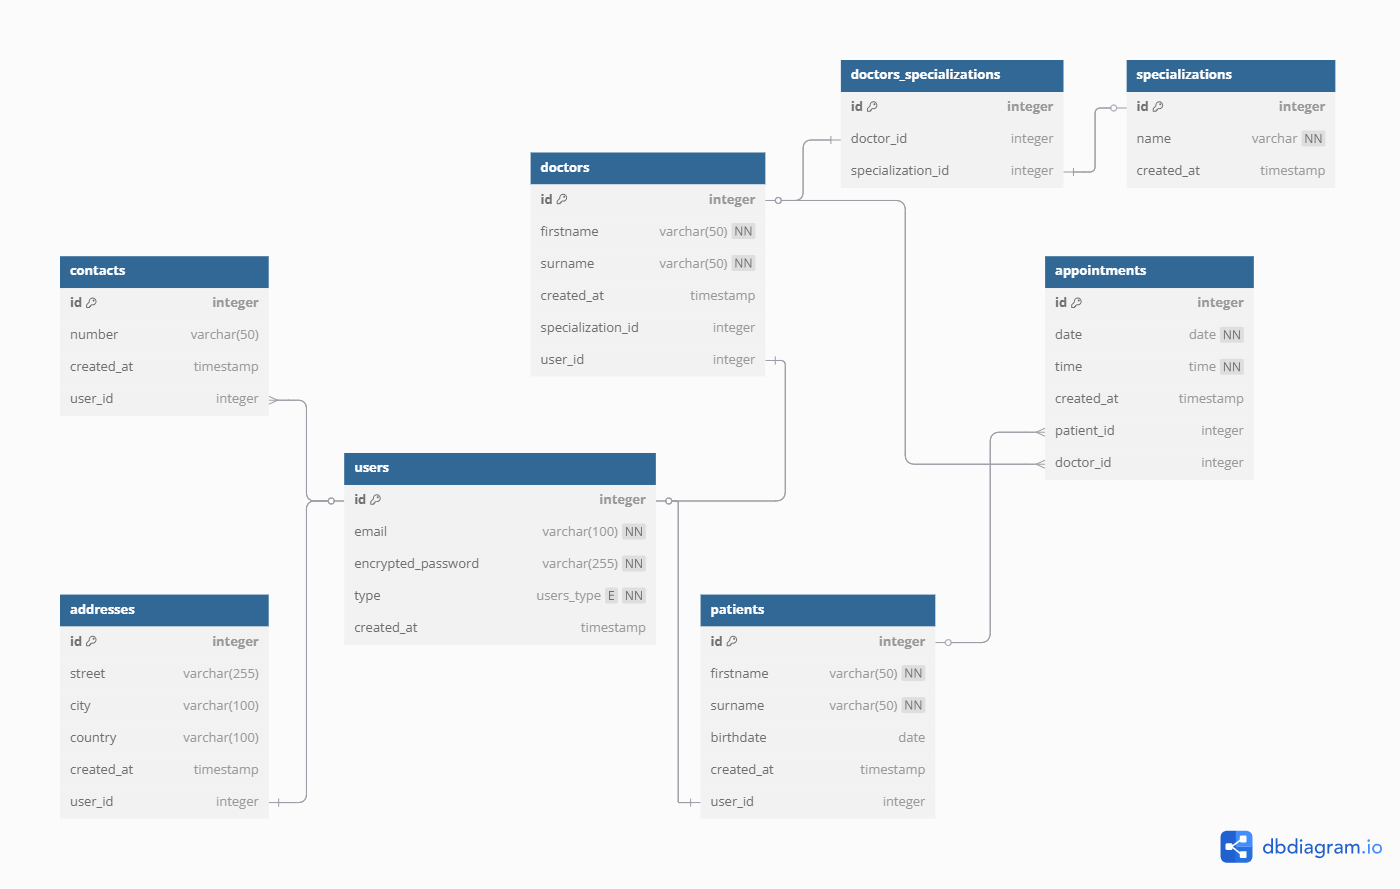 doctors_specializations
id integer
doctor_id integer
specialization_id integer
specializations
id integer
name varchar NN
created_at timestamp
doctors
id integer
firstname varchar(50) NN
surname varchar(50) NN
created_at timestamp
specialization_id integer
user_id integer
contacts
id integer
number varchar(50)
created_at timestamp
user_id integer
appointments
id integer
date date NN
time time NN
created_at timestamp
patient_id integer
doctor_id integer
users
id integer
email varchar(100) NN
encrypted_password varchar(255) NN
type users_type E NN
created_at timestamp
addresses
id integer
street varchar(255)
city varchar(100)
country varchar(100)
created_at timestamp
user_id integer
patients
id integer
firstname varchar(50) NN
surname varchar(50) NN
birthdate date
created_at timestamp
user_id integer
dbdiagram.io